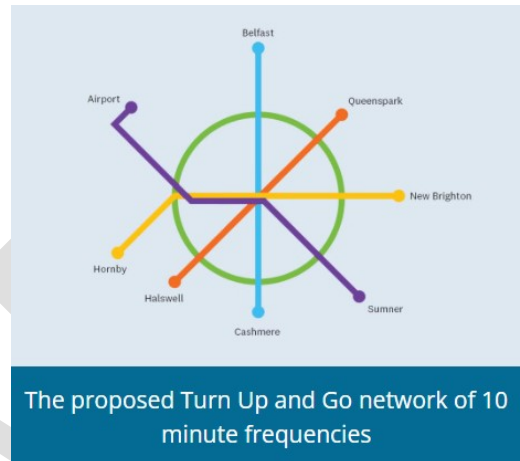 Belfast
Airport
Queenspark
New Brighton
Hornby
Halswell
Sumner
Cashmere
The proposed Turn Up and Go network of 10
minute frequencies